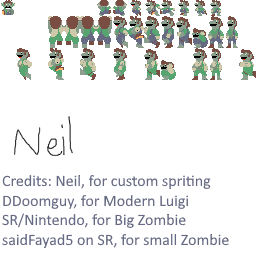 Neil
Credits: Neil, for custom spriting
DDoomguy, for Modern Luigi
SR/Nintendo, for Big Zombie
saidFayad5 on SR, for small Zombie